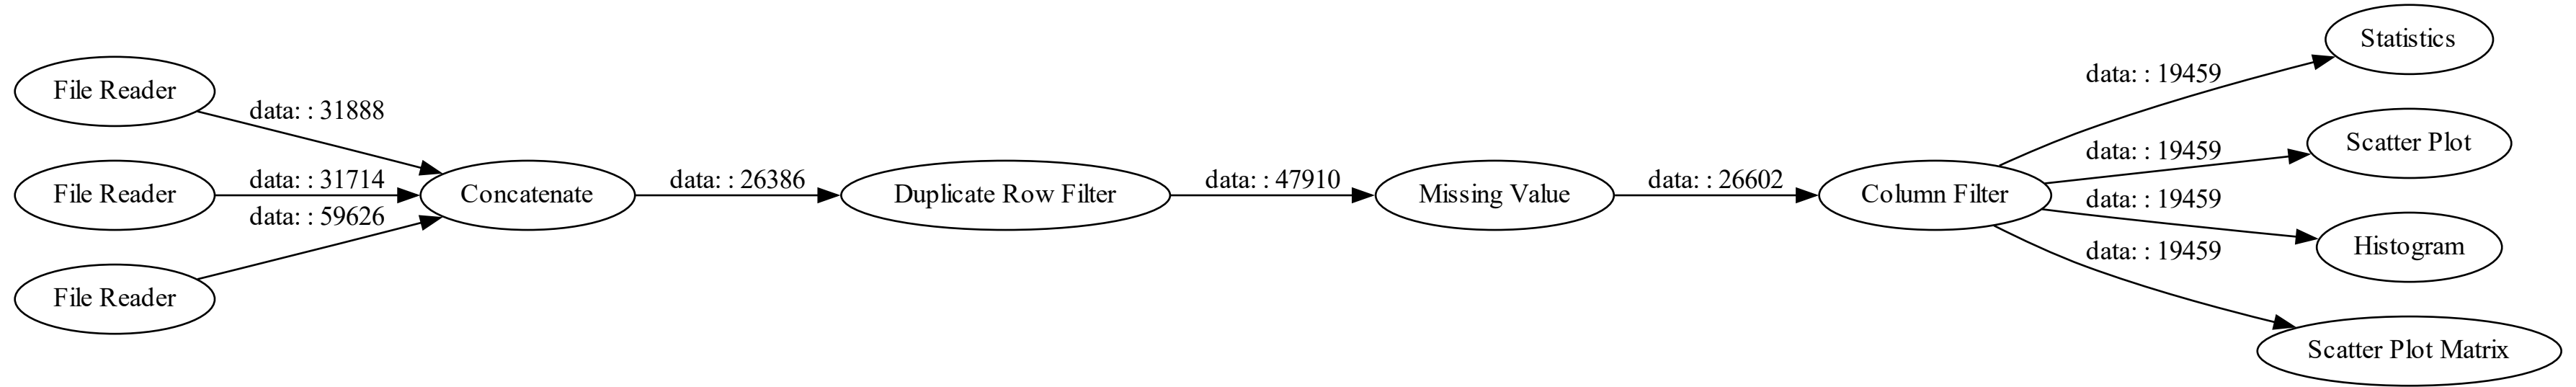 File Reader
File Reader
File Reader
data: : 31888
data: : 31714
data: : 59626
Concatenate
data: : 26386
Duplicate Row Filter
data: : 47910
Missing Value
data: : 26602
Column Filter
data: : 19459
data: : 19459
data: : 19459
data: : 19459
Statistics
Scatter Plot
Histogram
Scatter Plot Matrix